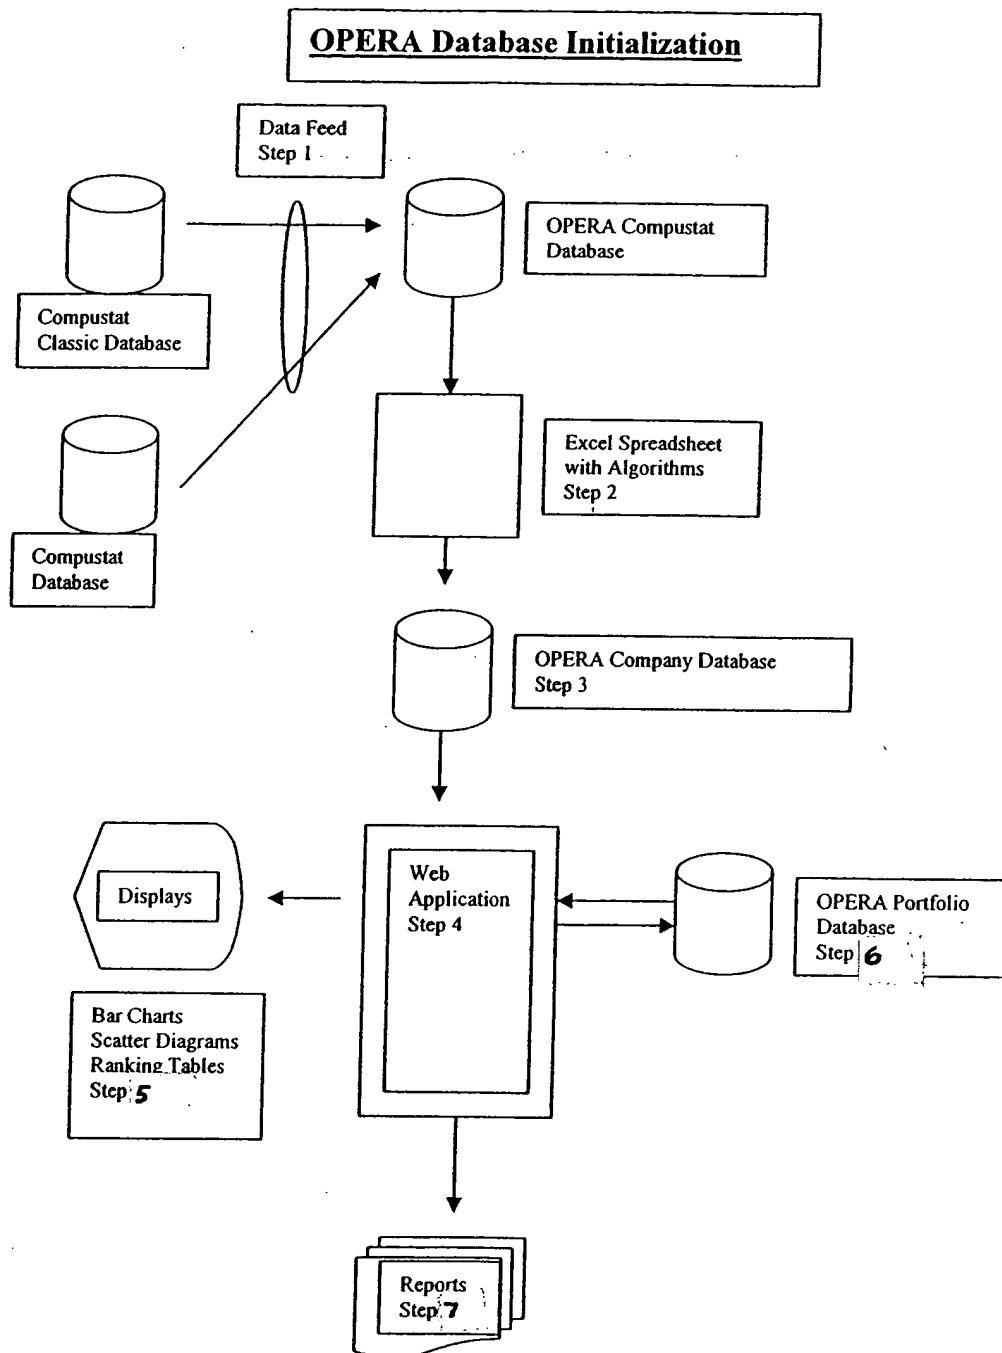 OPERA Database Initialization
Data Feed
Step 1
OPERA Compustat
Database
Compustat
Classic Database
Excel Spreadsheet
with Algorithms
Step 2
Compustat
Database
OPERA Company Database
Step 3
Web
Application
Step 4
Displays
OPERA Portfolio
Database
Step 6
Bar Charts
Scatter Diagrams
Ranking Tables
Step 5
Reports
Step 7